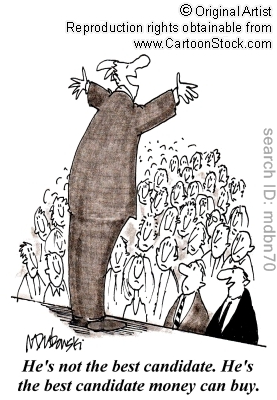 © Original Artist
Reproduction rights obtainable from
www.CartoonStock.com
search ID: mdbn70
He's not the best candidate. He's
the best candidate money can buy.